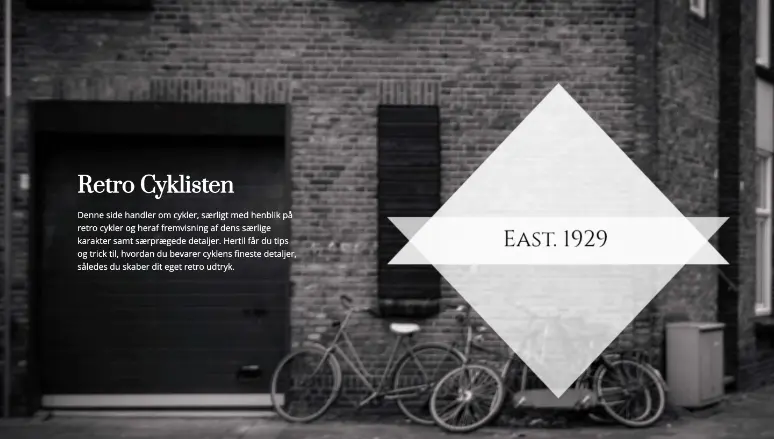 Retro Cyklisten
Denne side handler om cykler, særligt med henblik på
retro cykler og heraf fremvisning af dens særlige
karakter samt særprægede detaljer. Hertil får du tips
og trick til, hvordan du bevarer cyklens fineste detaljer,
således du skaber dit eget retro udtryk.
East. 1929